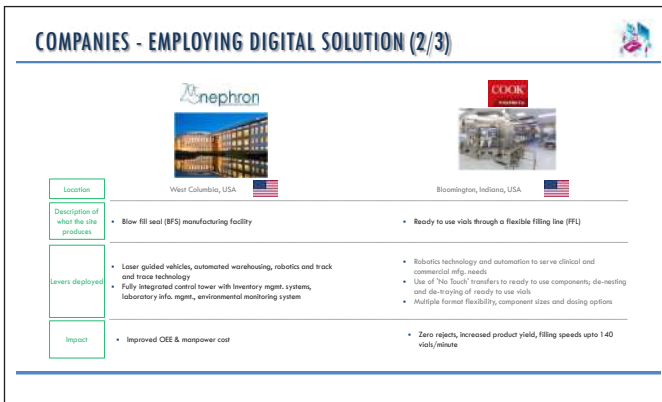 COMPANIES - EMPLOYING DIGITAL SOLUTION (2/3)
nephron
COOK
Location
West Columbia, USA
Bloomington, Indiana, USA
Description of
what the site
produces
• Blow fill seal (BFS) manufacturing facility
• Ready to use vials through a flexible filling line (FFL)
Levers deployed
• Laser guided vehicles, automated warehousing, robotics and track
and trace technology
• Fully integrated control tower with Inventory mgmt. systems,
laboratory info. mgmt., environmental monitoring system
• Robotics technology and automation to serve clinical and
commercial mfg. needs
• Use of 'No Touch' transfers to ready to use components; de-nesting
and de-traying of ready to use vials
• Multiple format flexibility, component sizes and dosing options
Impact
• Improved OEE & manpower cost
• Zero rejects, increased product yield, filling speeds upto 140
vials/minute